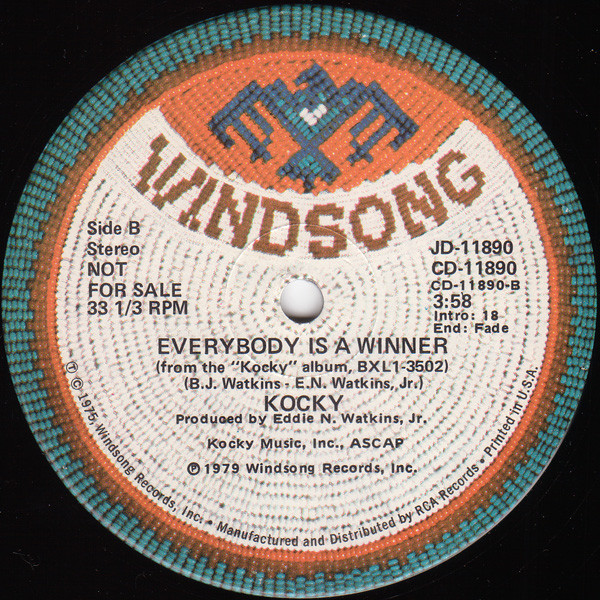 WINDSONG
Side B
Stereo
NOT
FOR SALE
33 1/3 RPM
JD-11890
CD-11890
CD-11890-B
3:58
Intro: 18
End: Fade
EVERYBODY IS A WINNER
(from the "Kocky" album, BXL1-3502)
(B.J. Watkins - E.N. Watkins, Jr.)
KOCKY
Produced by Eddie N. Watkins, Jr.
Kocky Music, Inc., ASCAP
℗ 1979 Windsong Records, Inc.
Ⓣ © 1975, Windsong Records, Inc. • Manufactured and Distributed by RCA Records • Printed in U.S.A.